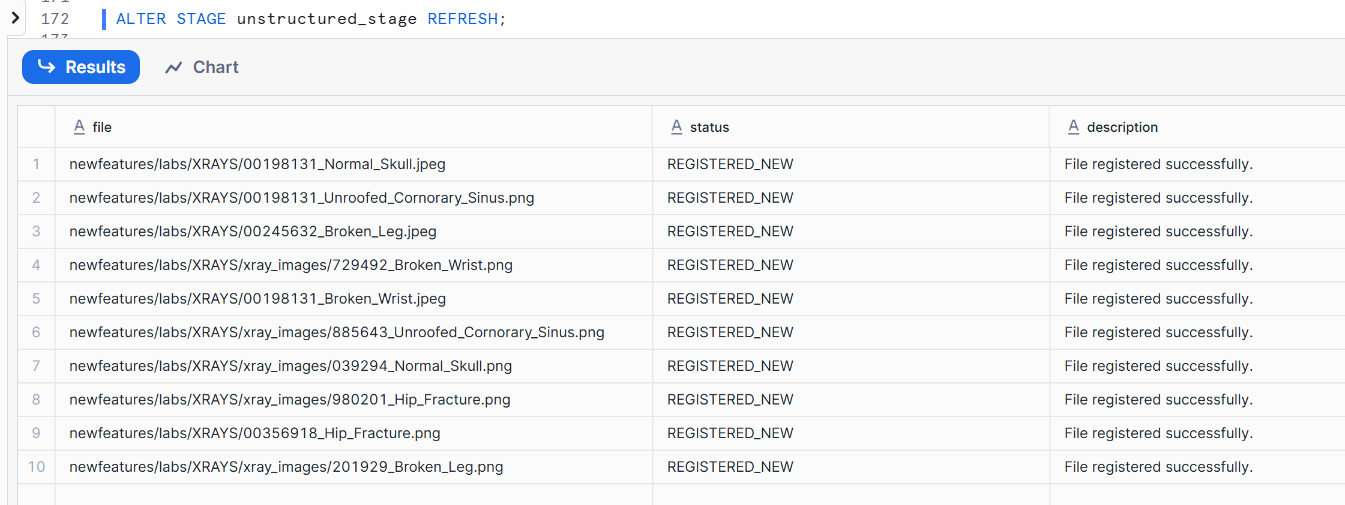 172 ALTER STAGE unstructured_stage REFRESH;
Results Chart
file status description
1 newfeatures/labs/XRAYS/00198131_Normal_Skull.jpeg REGISTERED_NEW File registered successfully.
2 newfeatures/labs/XRAYS/00198131_Unroofed_Cornorary_Sinus.png REGISTERED_NEW File registered successfully.
3 newfeatures/labs/XRAYS/00245632_Broken_Leg.jpeg REGISTERED_NEW File registered successfully.
4 newfeatures/labs/XRAYS/xray_images/729492_Broken_Wrist.png REGISTERED_NEW File registered successfully.
5 newfeatures/labs/XRAYS/00198131_Broken_Wrist.jpeg REGISTERED_NEW File registered successfully.
6 newfeatures/labs/XRAYS/xray_images/885643_Unroofed_Cornorary_Sinus.png REGISTERED_NEW File registered successfully.
7 newfeatures/labs/XRAYS/xray_images/039294_Normal_Skull.png REGISTERED_NEW File registered successfully.
8 newfeatures/labs/XRAYS/xray_images/980201_Hip_Fracture.png REGISTERED_NEW File registered successfully.
9 newfeatures/labs/XRAYS/00356918_Hip_Fracture.png REGISTERED_NEW File registered successfully.
10 newfeatures/labs/XRAYS/xray_images/201929_Broken_Leg.png REGISTERED_NEW File registered successfully.